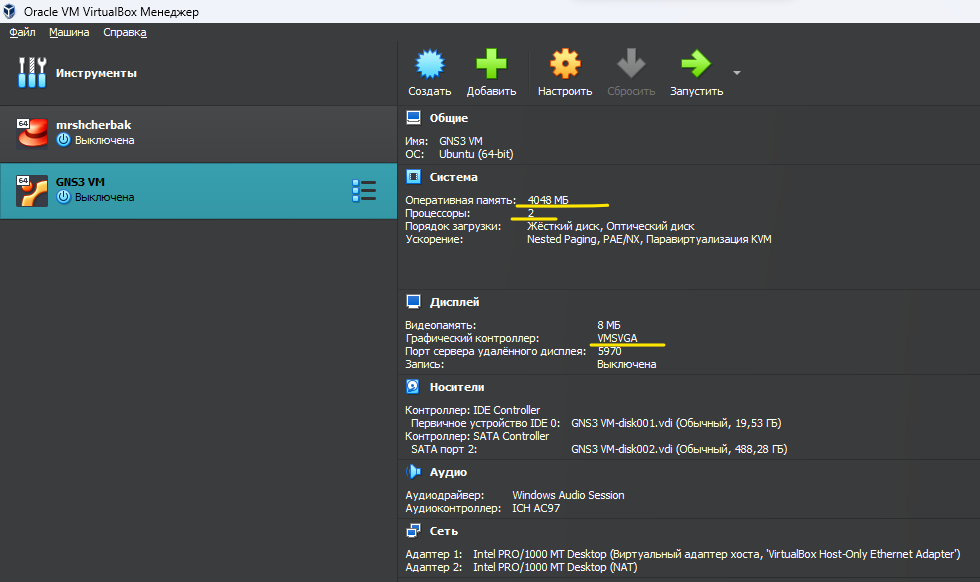 Oracle VM VirtualBox Менеджер
Файл Машина Справка
Инструменты
Создать Добавить Настроить Сбросить Запустить
64 mrshcherbak
Выключена
64 GNS3 VM
Выключена
Общие
Имя: GNS3 VM
ОС: Ubuntu (64-bit)
Система
Оперативная память: 4048 МБ
Процессоры: 2
Порядок загрузки: Жёсткий диск, Оптический диск
Ускорение: Nested Paging, PAE/NX, Паравиртуализация KVM
Дисплей
Видеопамять: 8 МБ
Графический контроллер: VMSVGA
Порт сервера удалённого дисплея: 5970
Запись: Выключена
Носители
Контроллер: IDE Controller
Первичное устройство IDE 0: GNS3 VM-disk001.vdi (Обычный, 19,53 ГБ)
Контроллер: SATA Controller
SATA порт 2: GNS3 VM-disk002.vdi (Обычный, 488,28 ГБ)
Аудио
Аудиодрайвер: Windows Audio Session
Аудиоконтроллер: ICH AC97
Сеть
Адаптер 1: Intel PRO/1000 MT Desktop (Виртуальный адаптер хоста, 'VirtualBox Host-Only Ethernet Adapter')
Адаптер 2: Intel PRO/1000 MT Desktop (NAT)